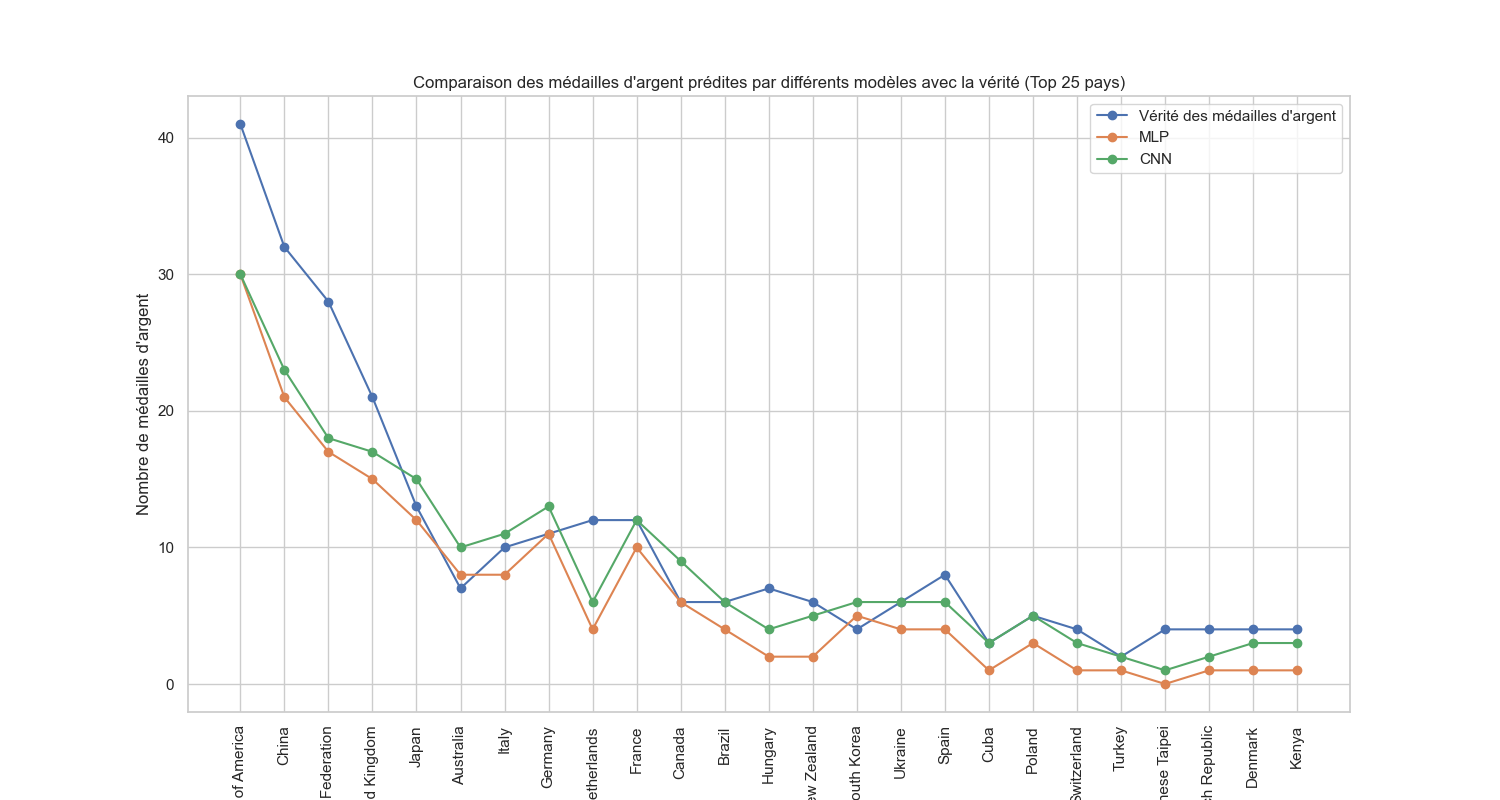 Comparaison des médailles d'argent prédites par différents modèles avec la vérité (Top 25 pays)
Vérité des médailles d'argent
MLP
CNN
Nombre de médailles d'argent
40
30
20
10
0
of America
China
Federation
d Kingdom
Japan
Australia
Italy
Germany
etherlands
France
Canada
Brazil
Hungary
ew Zealand
outh Korea
Ukraine
Spain
Cuba
Poland
Switzerland
Turkey
nese Taipei
ch Republic
Denmark
Kenya